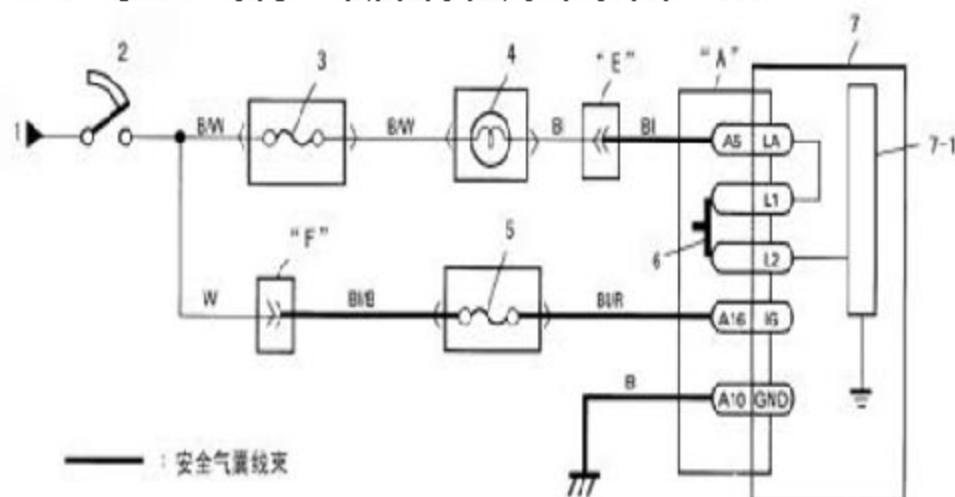 7
2
3
4
"E"
"A"
1
B/W
B/W
B
Bl
A5 LA
7-1
L1
"F"
5
6
L2
W
Bl/B
Bl/R
A16 IG
B
A10 GND
：安全气囊线束